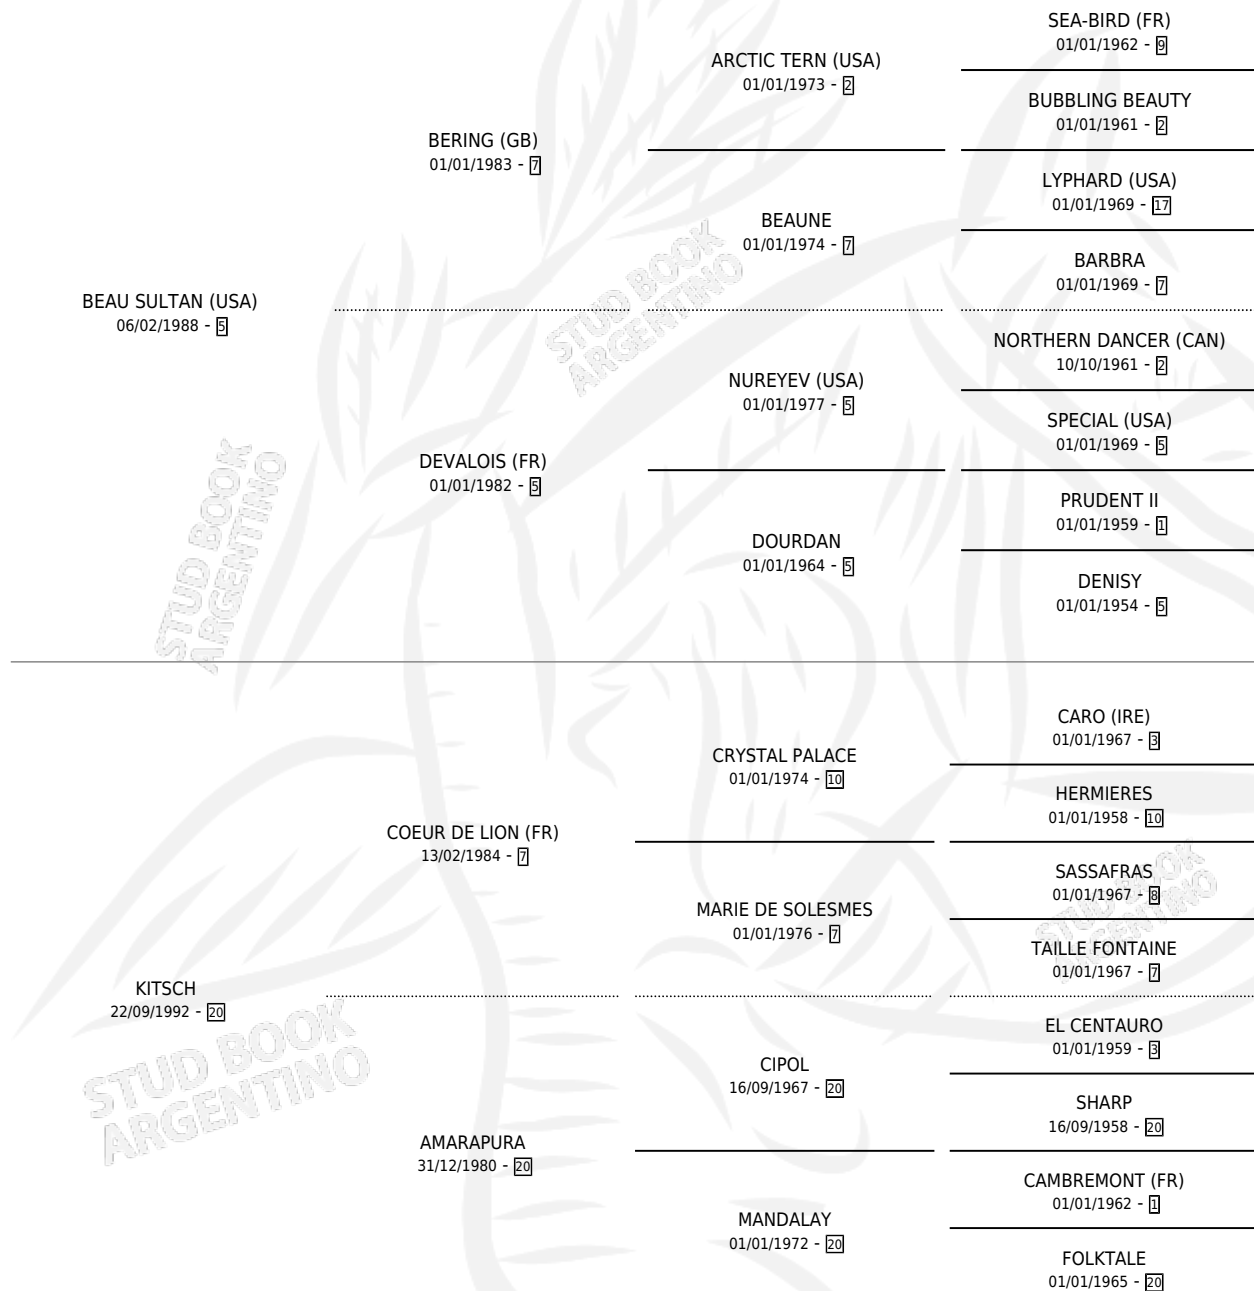 SEA-BIRD (FR)
01/01/1962 - 9
ARCTIC TERN (USA)
01/01/1973 - 2
BUBBLING BEAUTY
01/01/1961 - 2
BERING (GB)
01/01/1983 - 7
LYPHARD (USA)
01/01/1969 - 17
BEAUNE
01/01/1974 - 7
BARBRA
01/01/1969 - 7
BEAU SULTAN (USA)
06/02/1988 - 5
NORTHERN DANCER (CAN)
10/10/1961 - 2
NUREYEV (USA)
01/01/1977 - 5
SPECIAL (USA)
01/01/1969 - 5
DEVALOIS (FR)
01/01/1982 - 5
PRUDENT II
01/01/1959 - 1
DOURDAN
01/01/1964 - 5
DENISY
01/01/1954 - 5
CARO (IRE)
01/01/1967 - 3
CRYSTAL PALACE
01/01/1974 - 10
HERMIERES
01/01/1958 - 10
COEUR DE LION (FR)
13/02/1984 - 7
SASSAFRAS
01/01/1967 - 8
MARIE DE SOLESMES
01/01/1976 - 7
TAILLE FONTAINE
01/01/1967 - 7
KITSCH
22/09/1992 - 20
EL CENTAURO
01/01/1959 - 3
CIPOL
16/09/1967 - 20
SHARP
16/09/1958 - 20
AMARAPURA
31/12/1980 - 20
CAMBREMONT (FR)
01/01/1962 - 1
MANDALAY
01/01/1972 - 20
FOLKTALE
01/01/1965 - 20
STUD BOOK
ARGENTINO
STUD BOOK
ARGENTINO
STUD BOOK
ARGENTINO
STUD BOOK
ARGENTINO